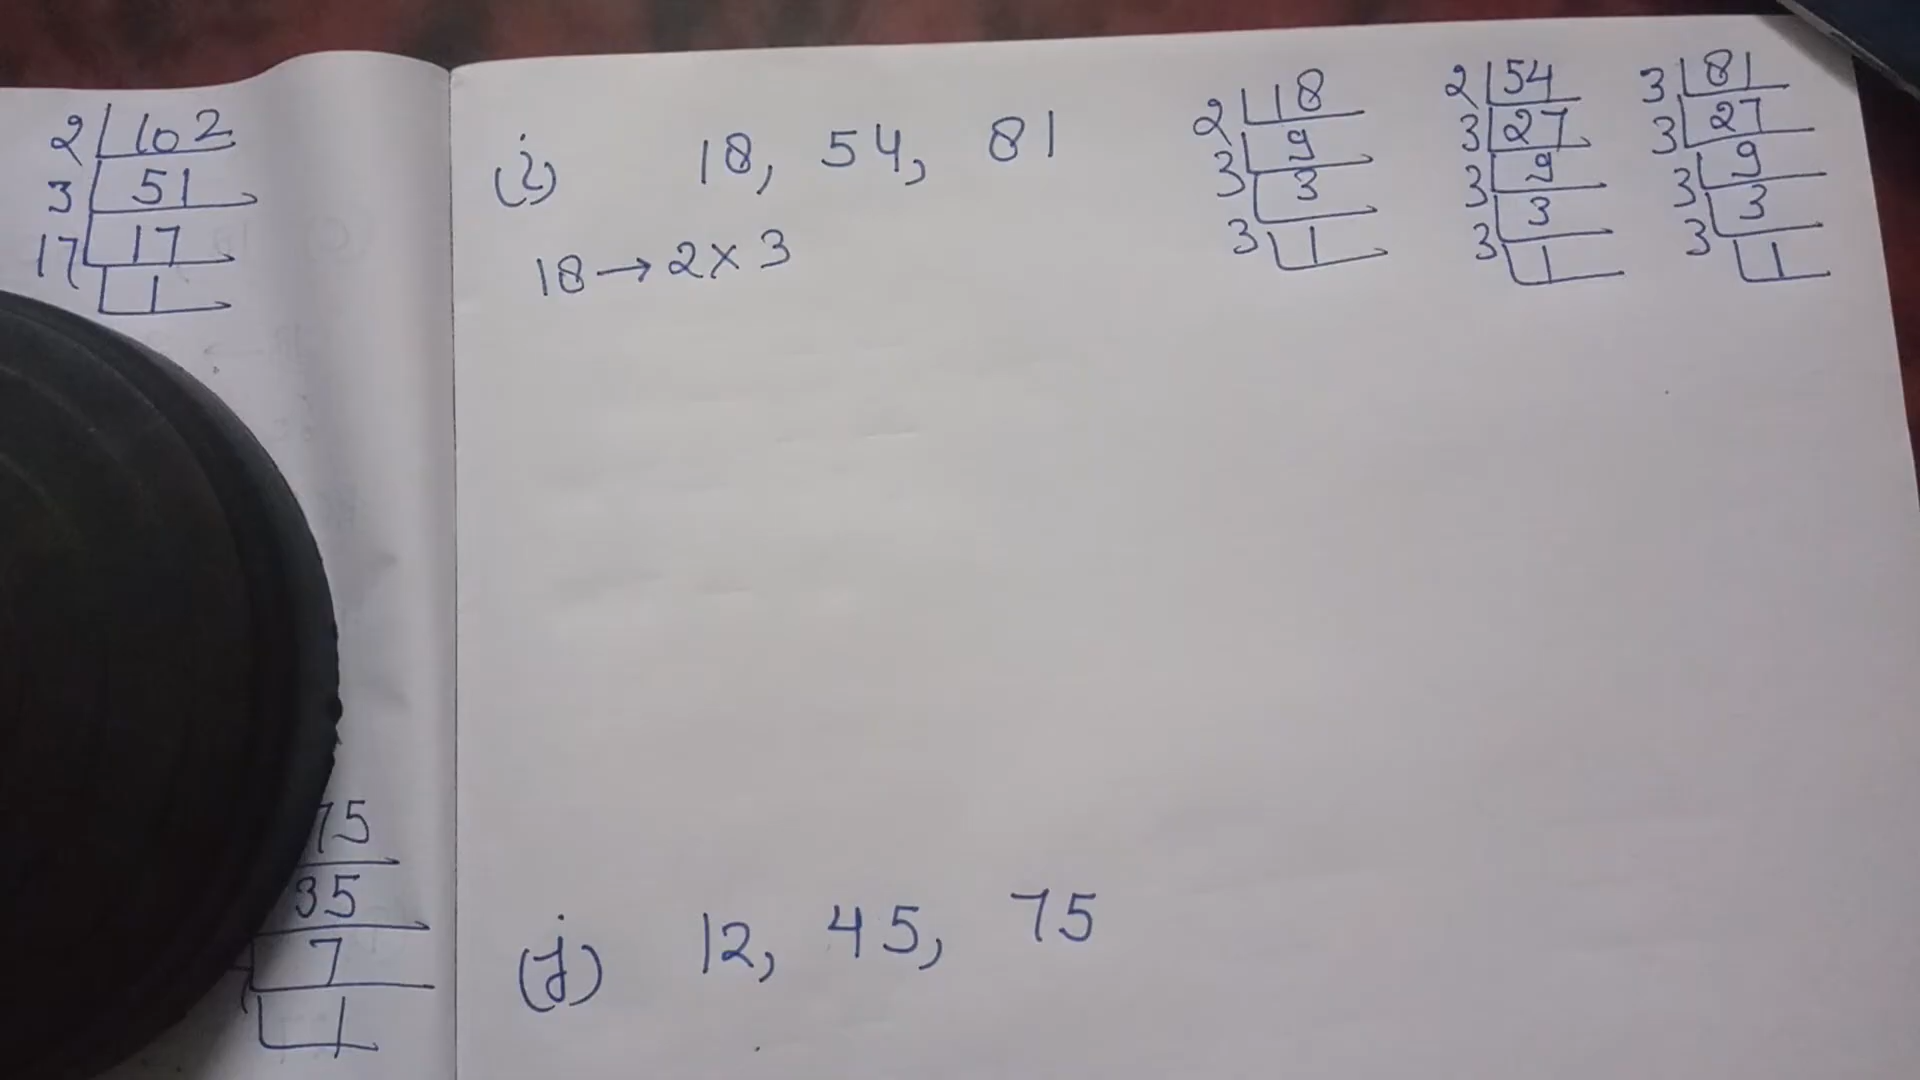 2 | 102
3 | 51
17 | 17
1
75
35
7
1
(i) 18, 54, 81
18 → 2 × 3
2 | 18
3 | 9
3 | 3
1
2 | 54
3 | 27
3 | 9
3 | 3
1
3 | 81
3 | 27
3 | 9
3 | 3
1
(j) 12, 45, 75